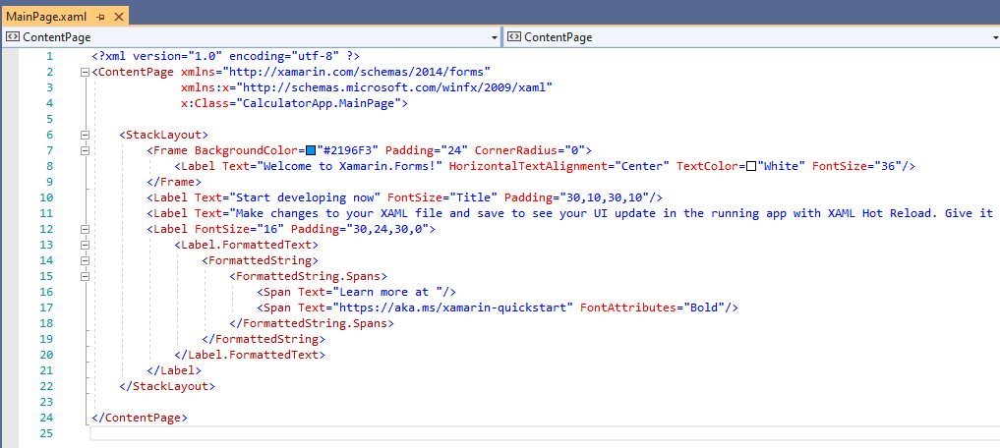 MainPage.xaml
ContentPage ContentPage
1 <?xml version="1.0" encoding="utf-8" ?>
2 <ContentPage xmlns="http://xamarin.com/schemas/2014/forms"
3 xmlns:x="http://schemas.microsoft.com/winfx/2009/xaml"
4 x:Class="CalculatorApp.MainPage">
5
6 <StackLayout>
7 <Frame BackgroundColor="#2196F3" Padding="24" CornerRadius="0">
8 <Label Text="Welcome to Xamarin.Forms!" HorizontalTextAlignment="Center" TextColor="White" FontSize="36"/>
9 </Frame>
10 <Label Text="Start developing now" FontSize="Title" Padding="30,10,30,10"/>
11 <Label Text="Make changes to your XAML file and save to see your UI update in the running app with XAML Hot Reload. Give it
12 <Label FontSize="16" Padding="30,24,30,0">
13 <Label.FormattedText>
14 <FormattedString>
15 <FormattedString.Spans>
16 <Span Text="Learn more at "/>
17 <Span Text="https://aka.ms/xamarin-quickstart" FontAttributes="Bold"/>
18 </FormattedString.Spans>
19 </FormattedString>
20 </Label.FormattedText>
21 </Label>
22 </StackLayout>
23
24 </ContentPage>
25